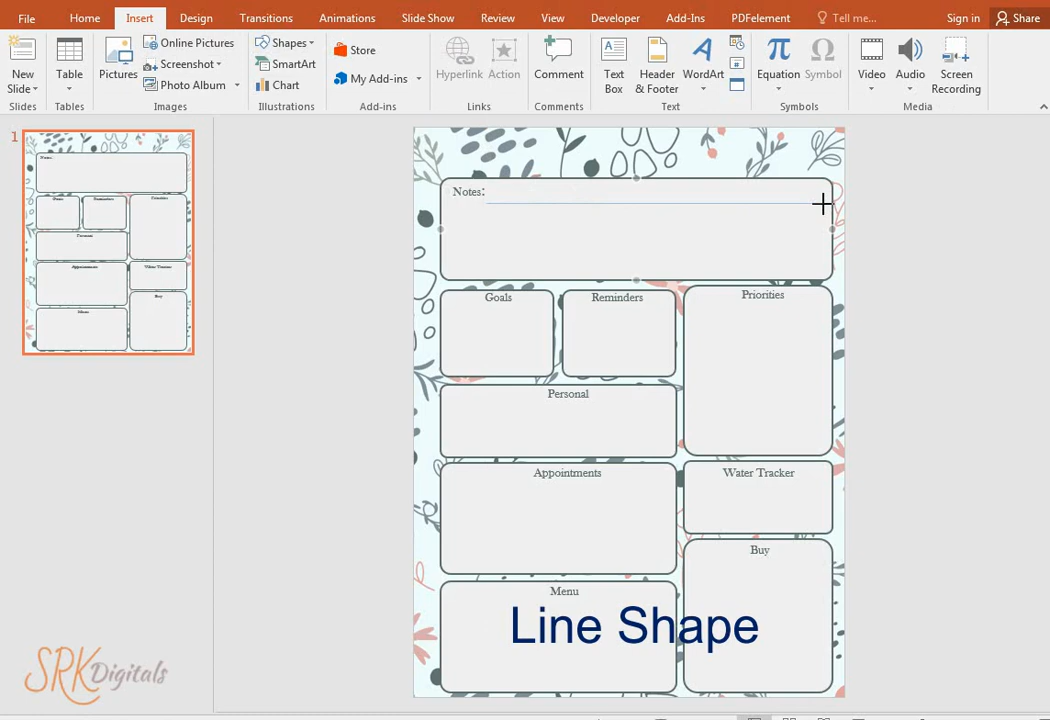 File Home Insert Design Transitions Animations Slide Show Review View Developer Add-Ins PDFelement Tell me... Sign in Share
New Slide Table Pictures Online Pictures Screenshot Photo Album Shapes SmartArt Chart Store My Add-ins Hyperlink Action Comment Text Box Header & Footer WordArt Equation Symbol Video Audio Screen Recording
Slides Tables Images Illustrations Add-ins Links Comments Text Symbols Media
1
Notes:
Goals Reminders Priorities
Personal
Appointments Water Tracker
Buy
Menu
Line Shape
SRK Digitals